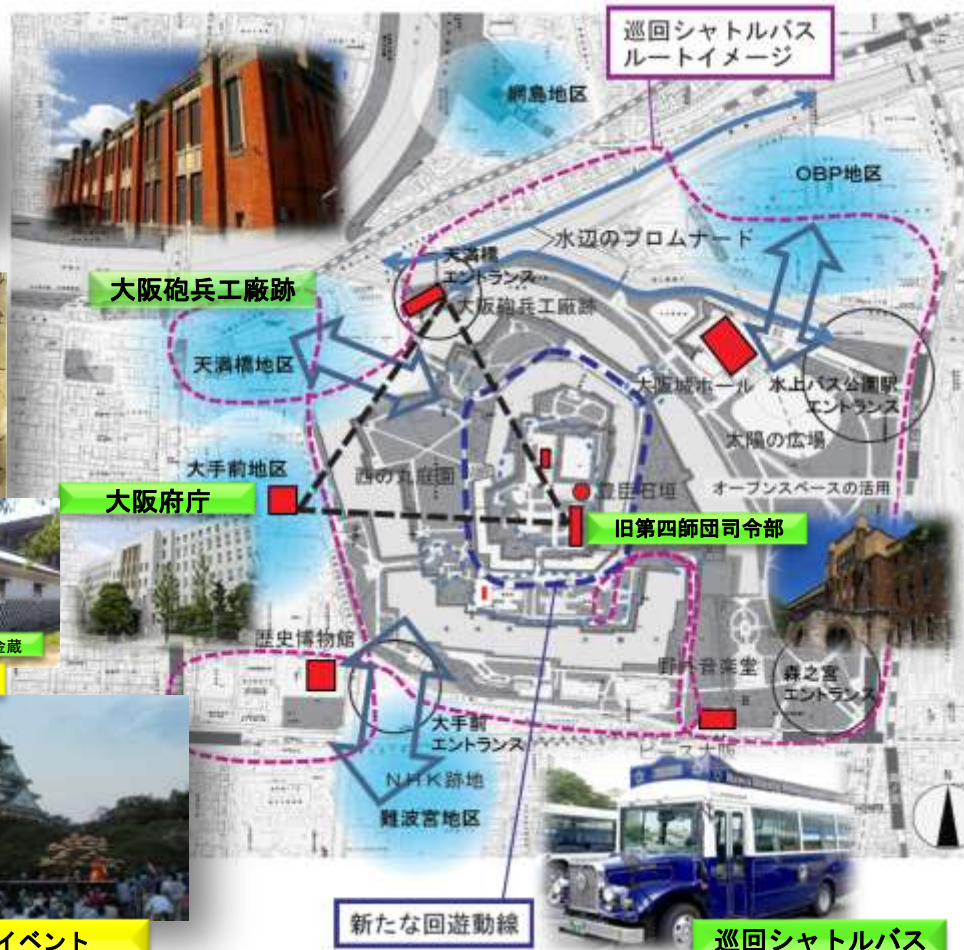 巡回シャトルバス
ルートイメージ
網島地区
OBP地区
水辺のプロムナード
天満橋
エントランス
大阪砲兵工廠跡
大阪砲兵工廠跡
天満橋地区
大阪城ホール
水上バス公園駅
エントランス
太陽の広場
大手前地区
西の丸庭園
豊臣石垣
オープンスペースの活用
大阪府庁
旧第四師団司令部
金蔵
歴史博物館
野外音楽堂
森之宮
エントランス
大手前
エントランス
ピース大阪
NHK跡地
難波宮地区
N
新たな回遊動線
イベント
巡回シャトルバス